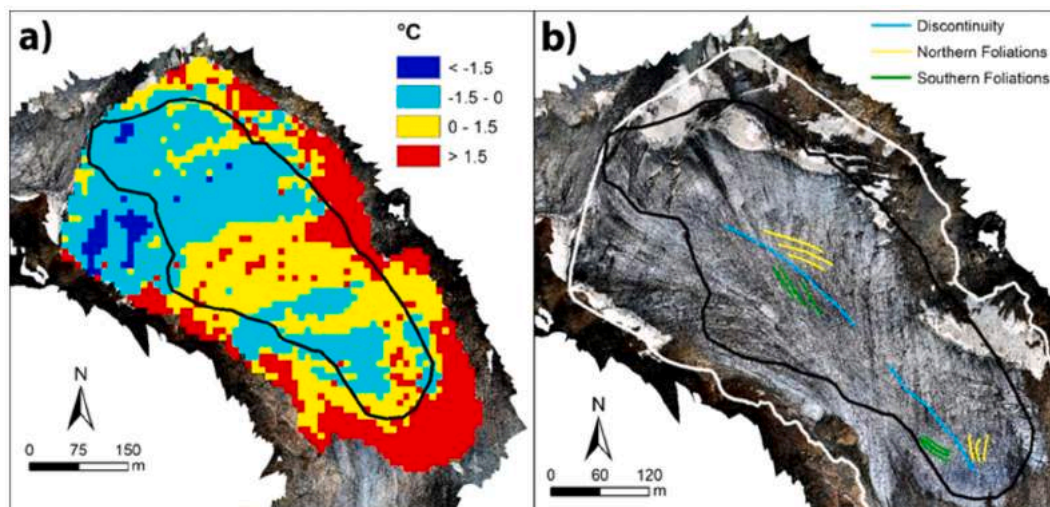 a)
°C
< -1.5
-1.5 - 0
0 - 1.5
> 1.5
N
0 75 150
m
b)
Discontinuity
Northern Foliations
Southern Foliations
N
0 60 120
m